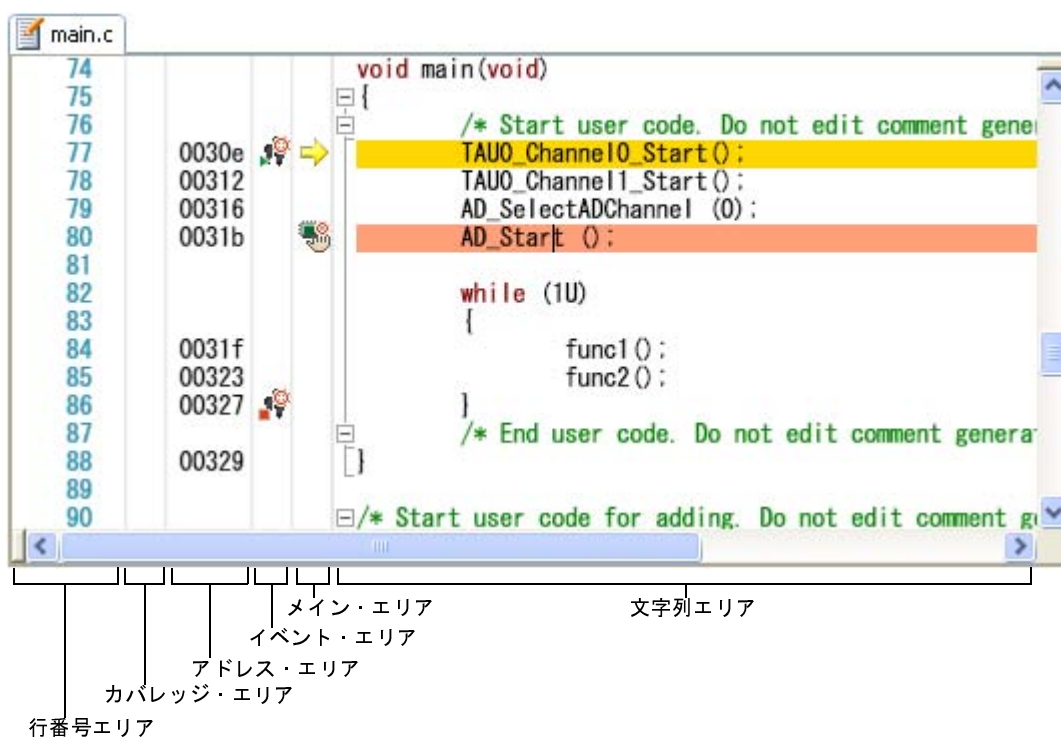 main.c
74 void main(void)
75 {
76 /* Start user code. Do not edit comment gene
77 0030e TAU0_Channel0_Start();
78 00312 TAU0_Channel1_Start();
79 00316 AD_SelectADChannel (0);
80 0031b AD_Start ();
81
82 while (1U)
83 {
84 0031f func1();
85 00323 func2();
86 00327 }
87 /* End user code. Do not edit comment genera
88 00329 }
89
90 /* Start user code for adding. Do not edit comment g
メイン・エリア 文字列エリア
イベント・エリア
アドレス・エリア
カバレッジ・エリア
行番号エリア